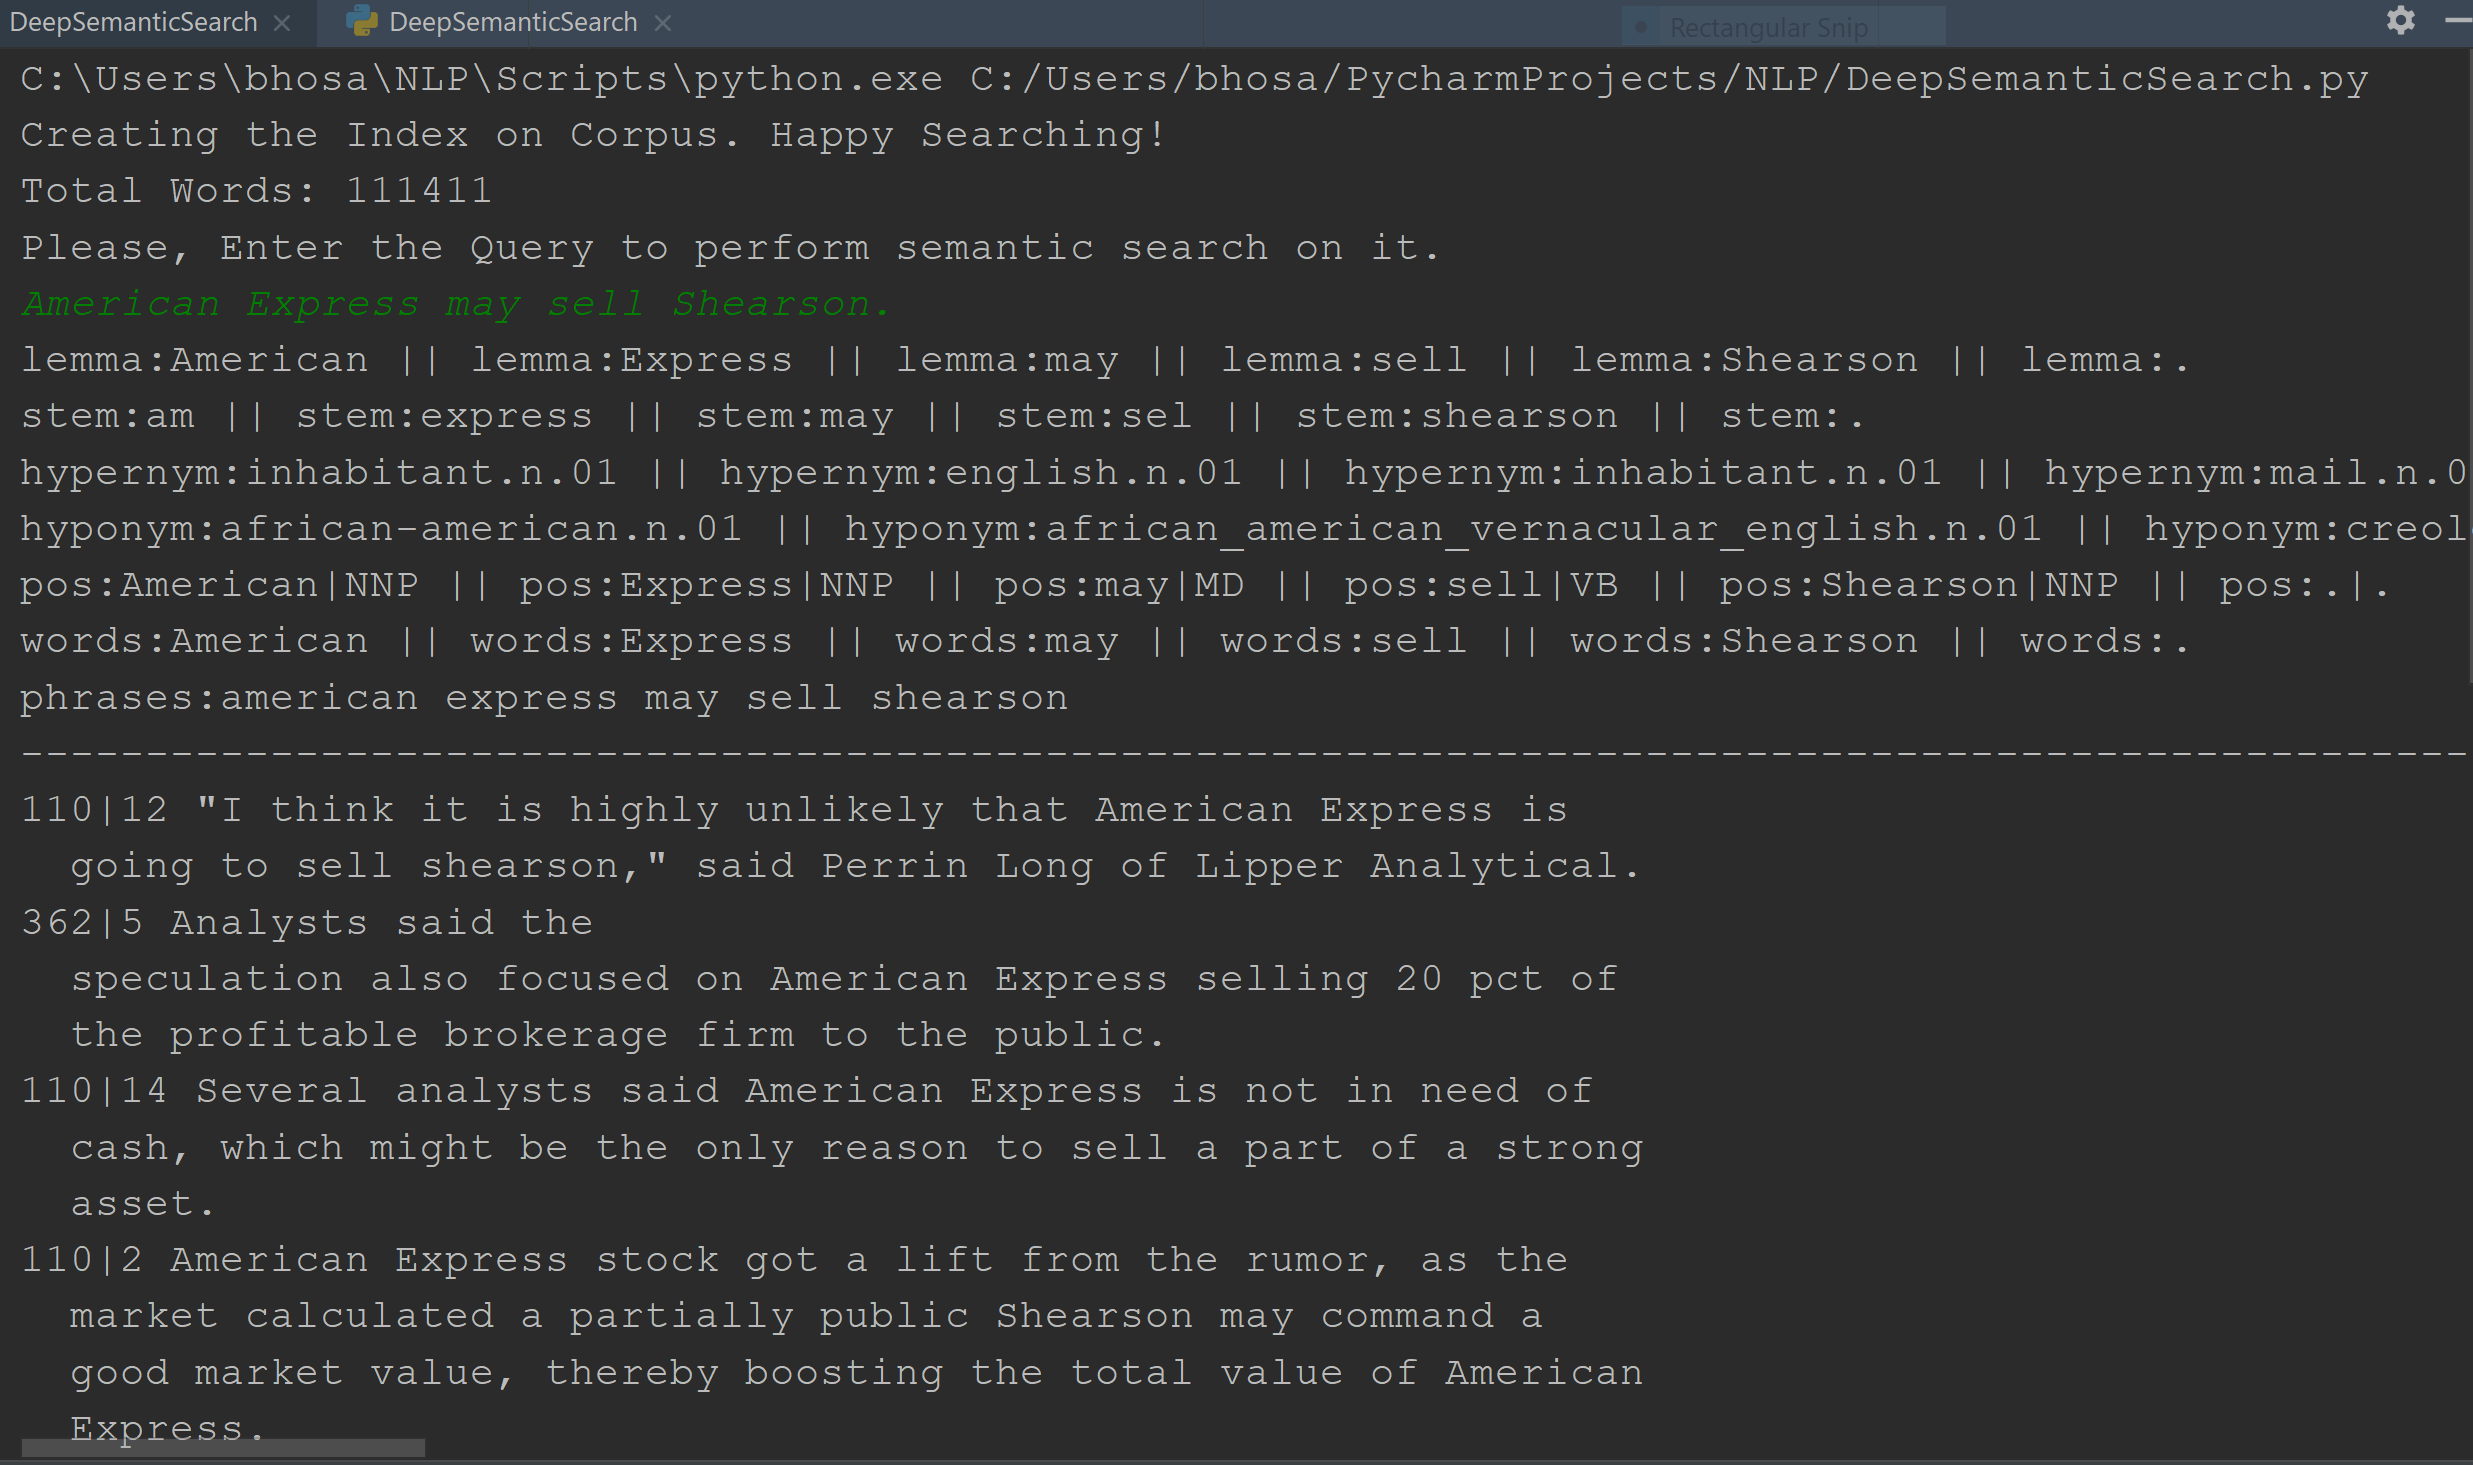 DeepSemanticSearch DeepSemanticSearch Rectangular Snip
C:\Users\bhosa\NLP\Scripts\python.exe C:/Users/bhosa/PycharmProjects/NLP/DeepSemanticSearch.py
Creating the Index on Corpus. Happy Searching!
Total Words: 111411
Please, Enter the Query to perform semantic search on it.
American Express may sell Shearson.
lemma:American || lemma:Express || lemma:may || lemma:sell || lemma:Shearson || lemma:.
stem:am || stem:express || stem:may || stem:sel || stem:shearson || stem:.
hypernym:inhabitant.n.01 || hypernym:english.n.01 || hypernym:inhabitant.n.01 || hypernym:mail.n.0
hyponym:african-american.n.01 || hyponym:african_american_vernacular_english.n.01 || hyponym:creol
pos:American|NNP || pos:Express|NNP || pos:may|MD || pos:sell|VB || pos:Shearson|NNP || pos:.|.
words:American || words:Express || words:may || words:sell || words:Shearson || words:.
phrases:american express may sell shearson
--------------------------------------------------------------------------------------------------
110|12 "I think it is highly unlikely that American Express is
going to sell shearson," said Perrin Long of Lipper Analytical.
362|5 Analysts said the
speculation also focused on American Express selling 20 pct of
the profitable brokerage firm to the public.
110|14 Several analysts said American Express is not in need of
cash, which might be the only reason to sell a part of a strong
asset.
110|2 American Express stock got a lift from the rumor, as the
market calculated a partially public Shearson may command a
good market value, thereby boosting the total value of American
Express.